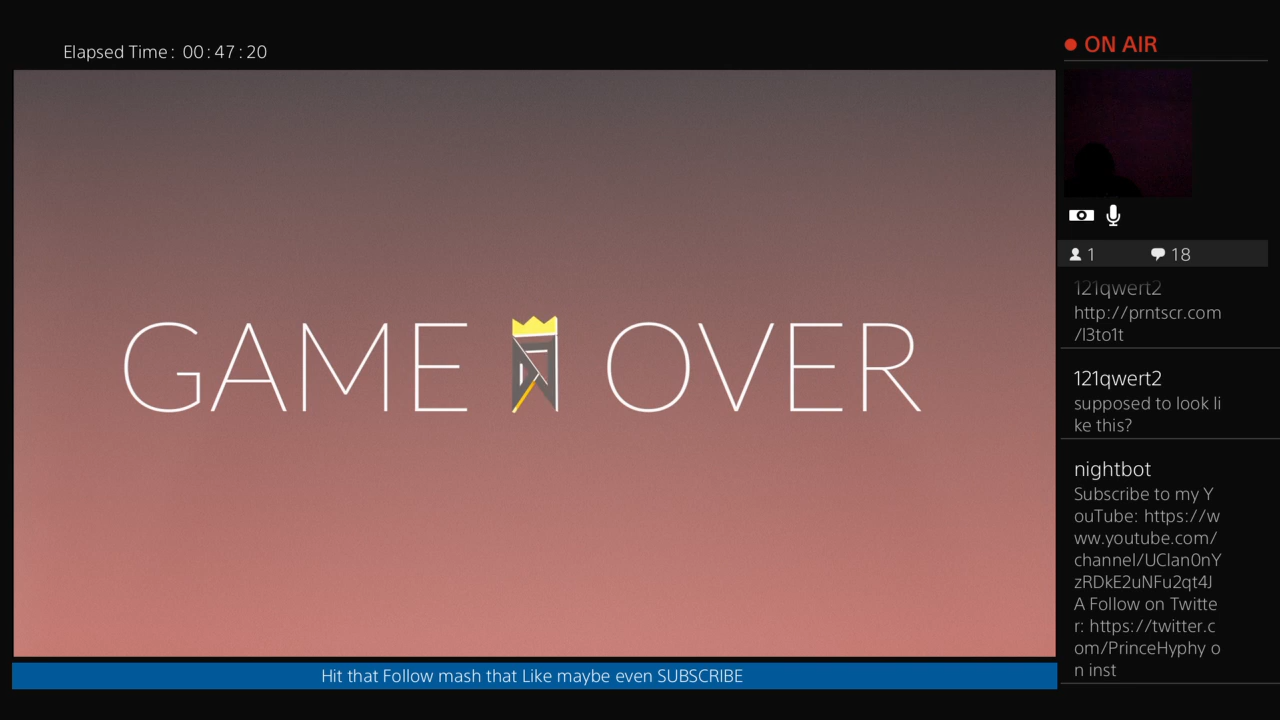 Elapsed Time: 00:47:20
ON AIR
1 18
121qwert2
http://prntscr.com
/l3to1t
121qwert2
supposed to look li
ke this?
nightbot
Subscribe to my Y
ouTube: https://w
ww.youtube.com/
channel/UClan0nY
zRDkE2uNFu2qt4J
A Follow on Twitte
r: https://twitter.c
om/PrinceHyphy o
n inst
GAME OVER
Hit that Follow mash that Like maybe even SUBSCRIBE